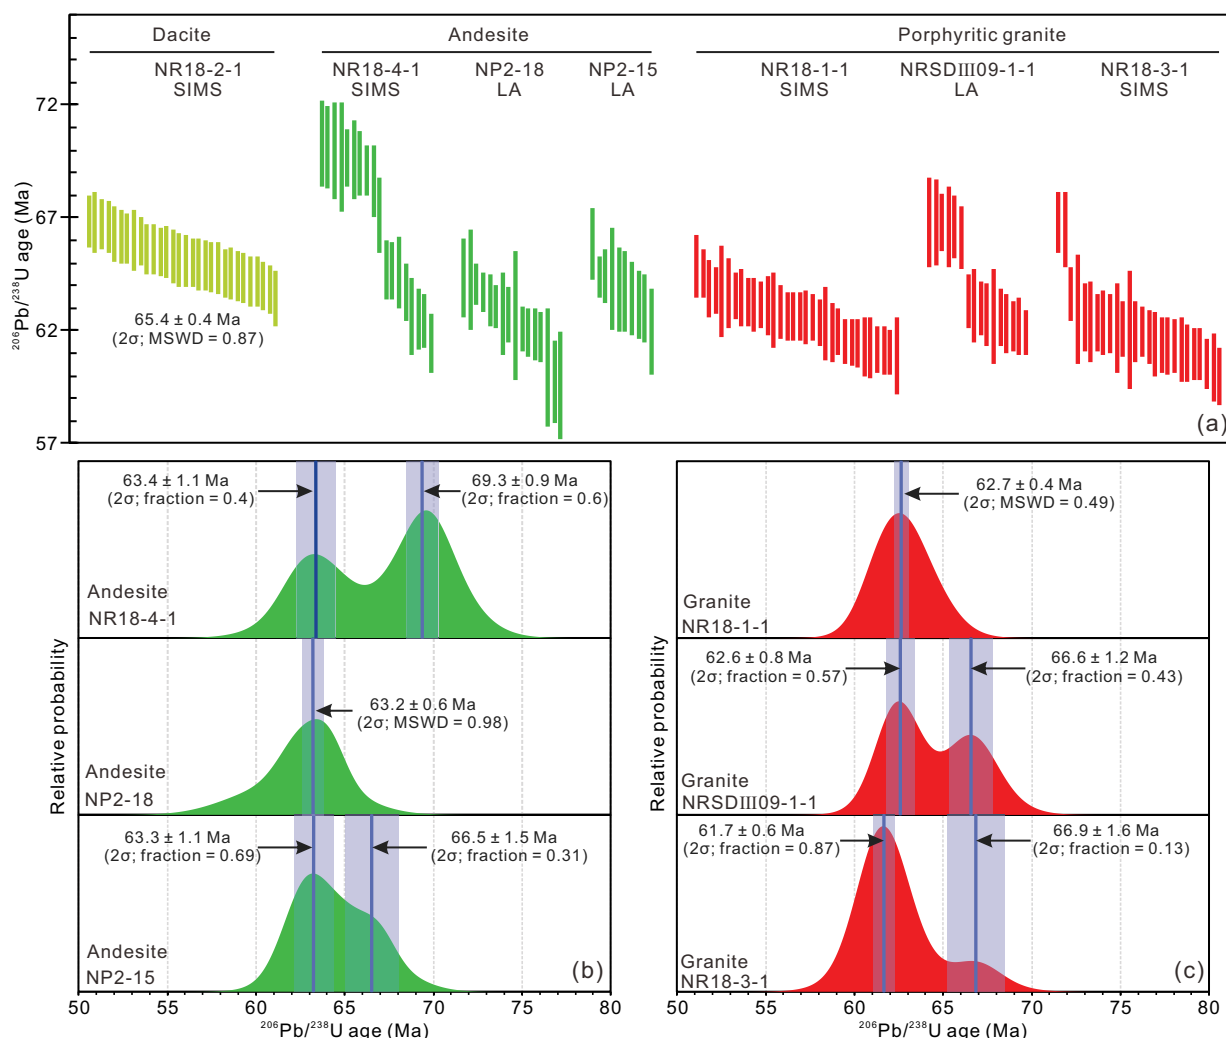 Dacite
Andesite
Porphyritic granite
NR18-2-1
SIMS
NR18-4-1
SIMS
NP2-18
LA
NP2-15
LA
NR18-1-1
SIMS
NRSDIII09-1-1
LA
NR18-3-1
SIMS
72
67
62
57
206Pb/238U age (Ma)
65.4 ± 0.4 Ma
(2σ; MSWD = 0.87)
(a)
63.4 ± 1.1 Ma
(2σ; fraction = 0.4)
69.3 ± 0.9 Ma
(2σ; fraction = 0.6)
Andesite
NR18-4-1
63.2 ± 0.6 Ma
(2σ; MSWD = 0.98)
Andesite
NP2-18
63.3 ± 1.1 Ma
(2σ; fraction = 0.69)
66.5 ± 1.5 Ma
(2σ; fraction = 0.31)
Andesite
NP2-15
(b)
Relative probability
50 55 60 65 70 75 80
206Pb/238U age (Ma)
62.7 ± 0.4 Ma
(2σ; MSWD = 0.49)
Granite
NR18-1-1
62.6 ± 0.8 Ma
(2σ; fraction = 0.57)
66.6 ± 1.2 Ma
(2σ; fraction = 0.43)
Granite
NRSDIII09-1-1
61.7 ± 0.6 Ma
(2σ; fraction = 0.87)
66.9 ± 1.6 Ma
(2σ; fraction = 0.13)
Granite
NR18-3-1
(c)
Relative probability
50 55 60 65 70 75 80
206Pb/238U age (Ma)